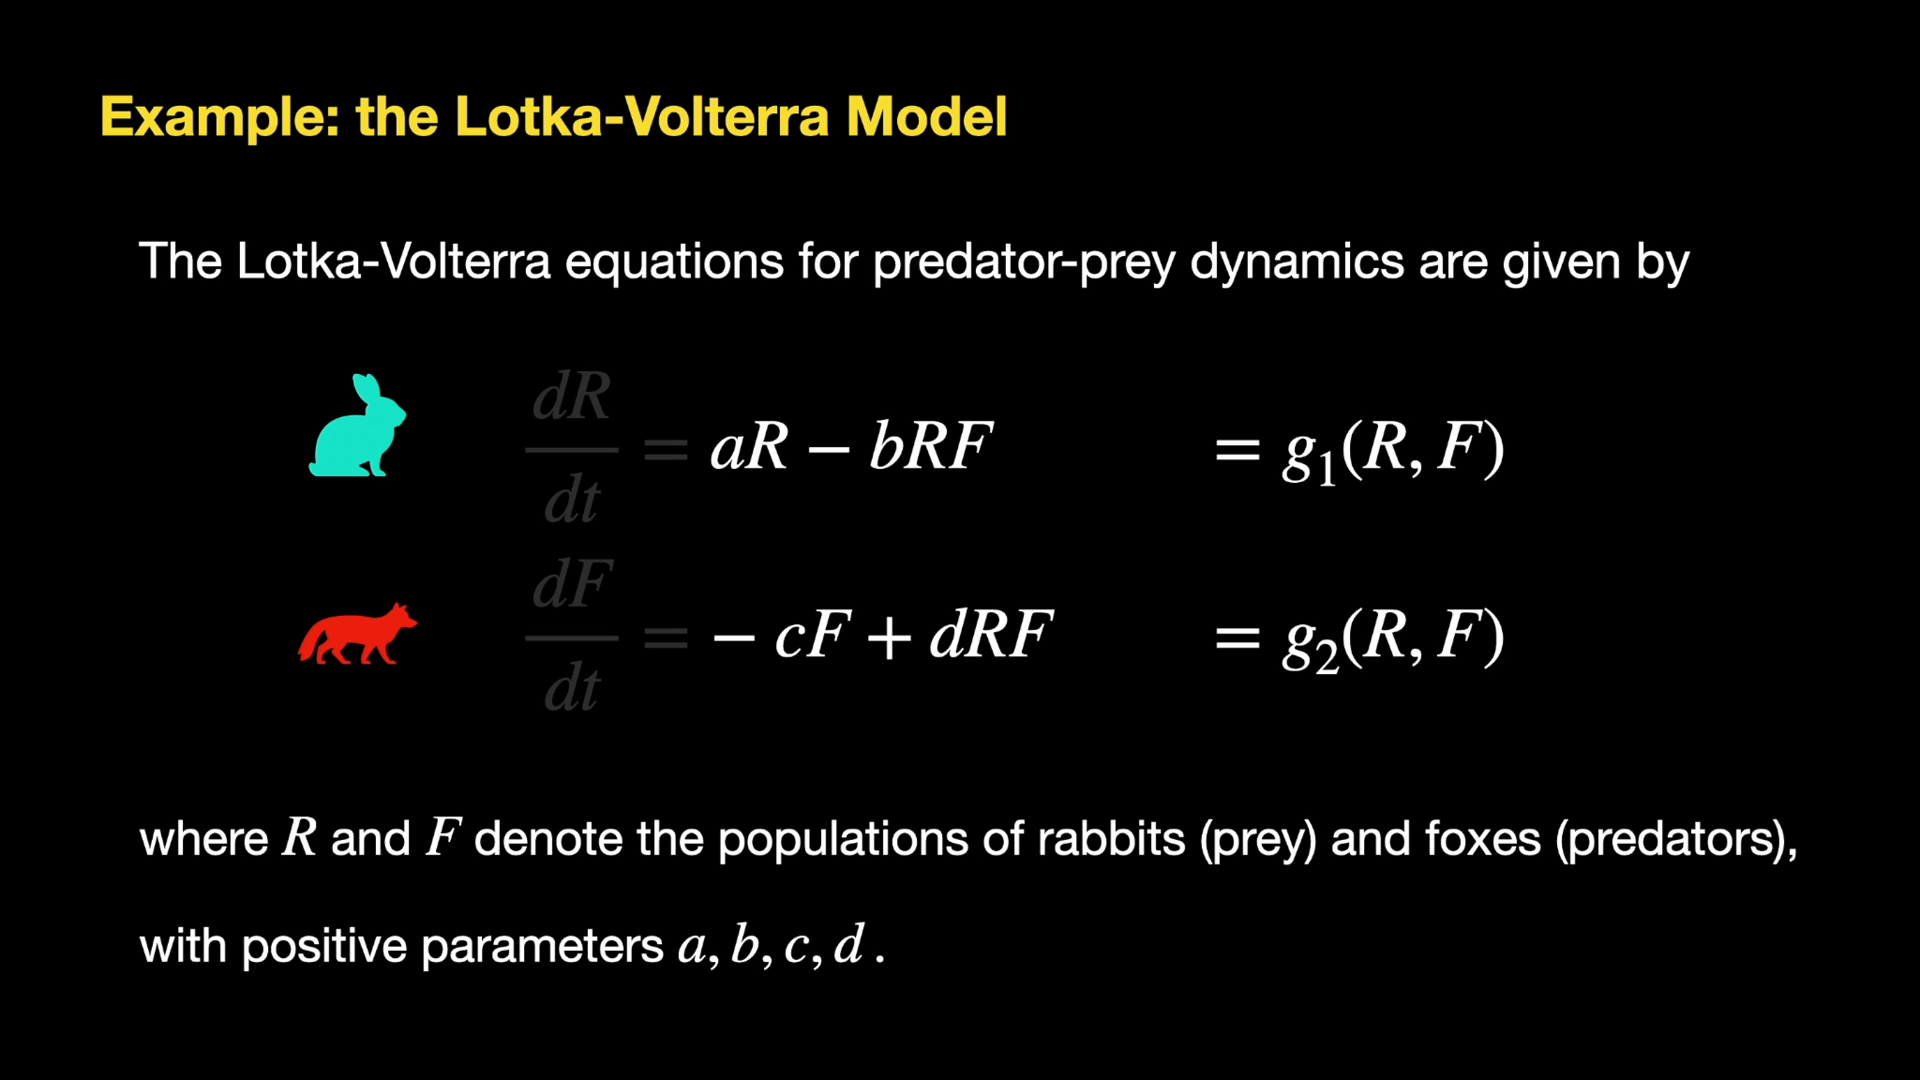 Example: the Lotka-Volterra Model
The Lotka-Volterra equations for predator-prey dynamics are given by
dR/dt = aR − bRF = g₁(R, F)
dF/dt = − cF + dRF = g₂(R, F)
where R and F denote the populations of rabbits (prey) and foxes (predators),
with positive parameters a, b, c, d .